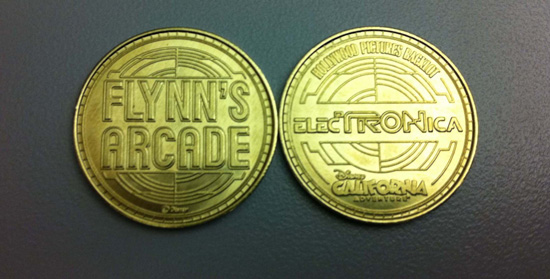 FLYNN'S
ARCADE
© Disney
HOLLYWOOD PICTURES BACKLOT
ELECTRONICA
Disney
CALIFORNIA
ADVENTURE